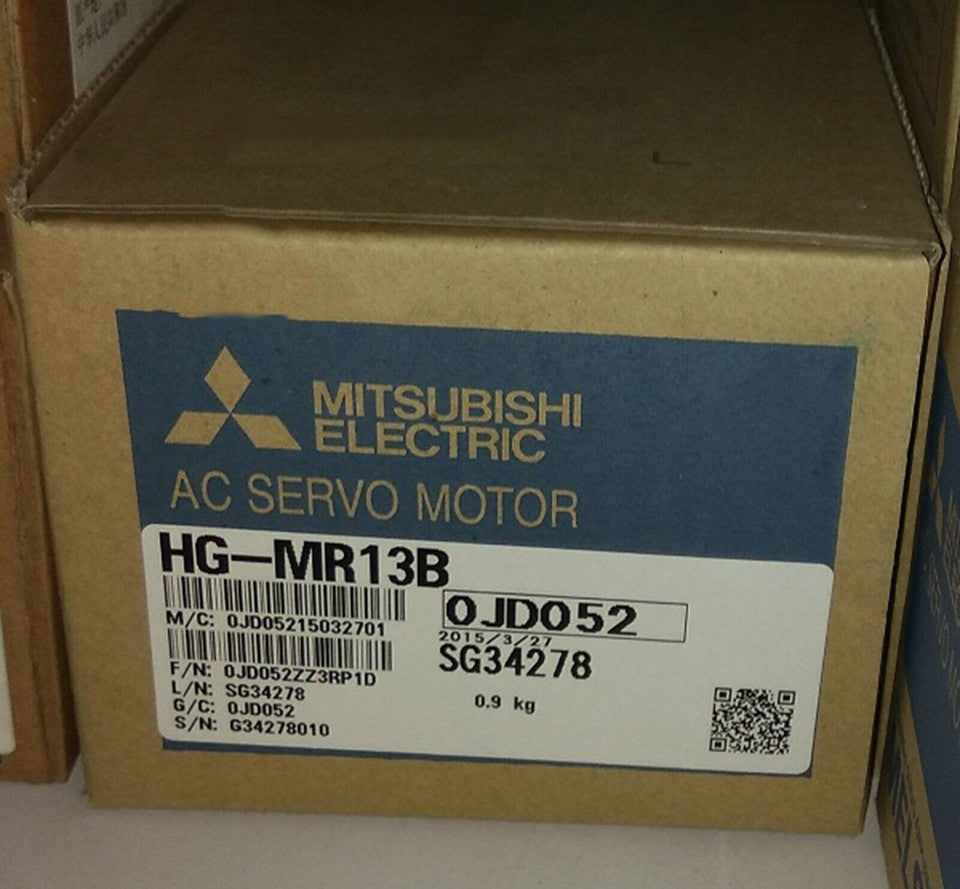 MITSUBISHI
ELECTRIC
AC SERVO MOTOR
HG-MR13B
M/C: 0JD05215032701
0JD052
2015/3/27
SG34278
F/N: 0JD052ZZ3RP1D
L/N: SG34278
G/C: 0JD052
S/N: G34278010
0.9 kg